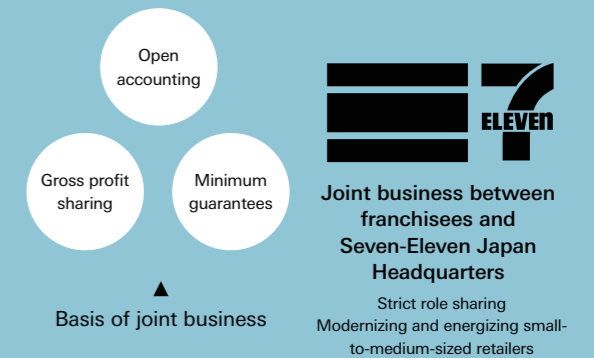 Open
accounting
Gross profit
sharing
Minimum
guarantees
▲
Basis of joint business
7
ELEVEn
Joint business between
franchisees and
Seven-Eleven Japan
Headquarters
Strict role sharing
Modernizing and energizing small-
to-medium-sized retailers